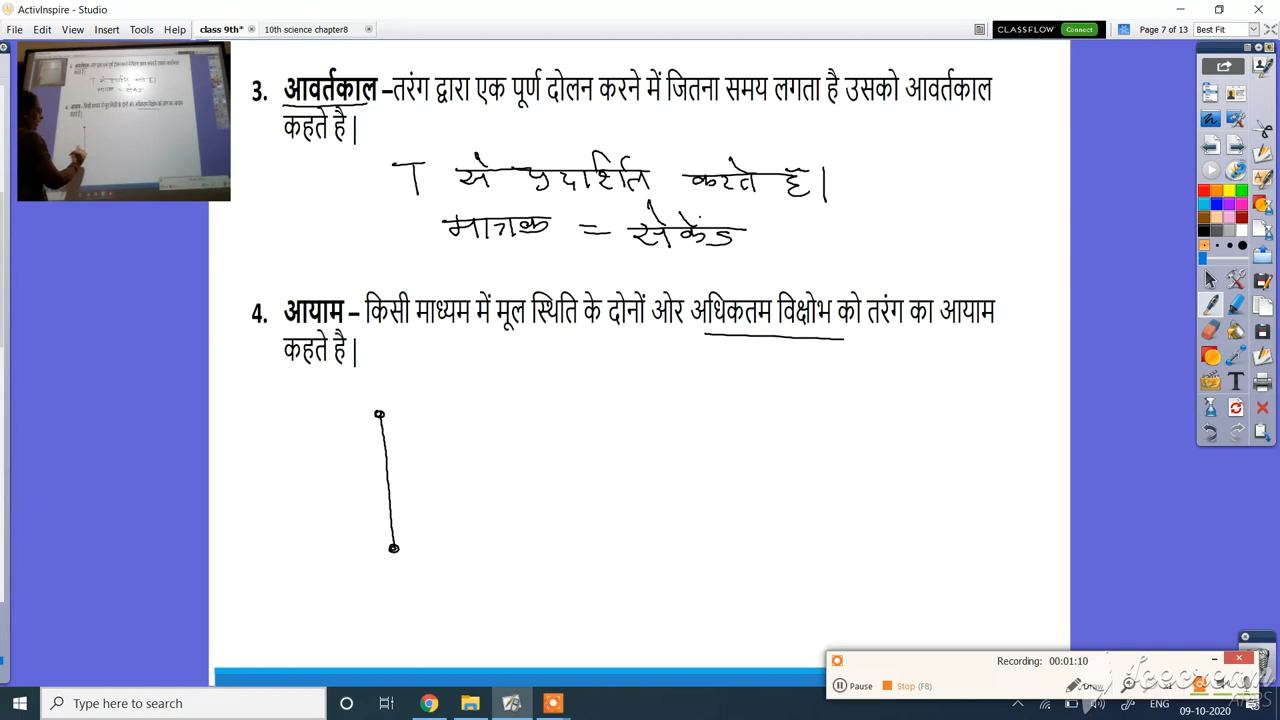 ActivInspire - Studio
File Edit View Insert Tools Help
class 9th*
10th science chapter8
CLASSFLOW Connect
Page 7 of 13
Best Fit
3. आवर्तकाल –तरंग द्वारा एक पूर्ण दोलन करने में जितना समय लगता है उसको आवर्तकाल
कहते है|
T से प्रदर्शित करते हैं|
मात्रक = सेकेंड
4. आयाम – किसी माध्यम में मूल स्थिति के दोनों ओर अधिकतम विक्षोभ को तरंग का आयाम
कहते है|
Recording: 00:01:10
Pause Stop (F8) Draw
Type here to search
ENG
09-10-2020